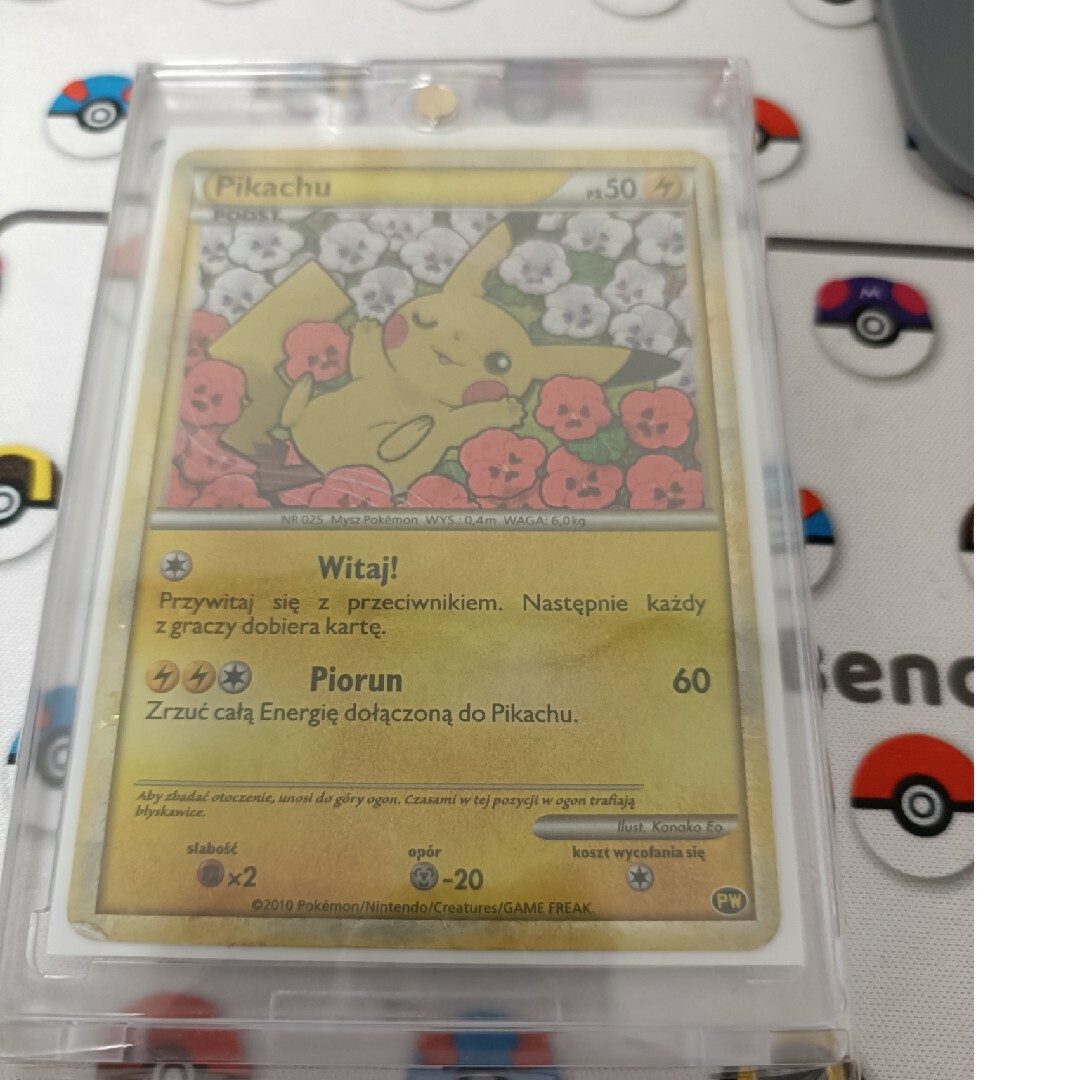 Pikachu
PZ50
PODST.
NR 025 Mysz Pokémon WYS.: 0,4m WAGA: 6,0kg
Witaj!
Przywitaj się z przeciwnikiem. Następnie każdy
z graczy dobiera kartę.
Piorun 60
Zrzuć całą Energię dołączoną do Pikachu.
Aby zbadać otoczenie, unosi do góry ogon. Czasami w tej pozycji w ogon trafiają
błyskawice.
Ilust. Kanako Eo
słabość opór koszt wycofania się
×2 -20
©2010 Pokémon/Nintendo/Creatures/GAME FREAK.
PW